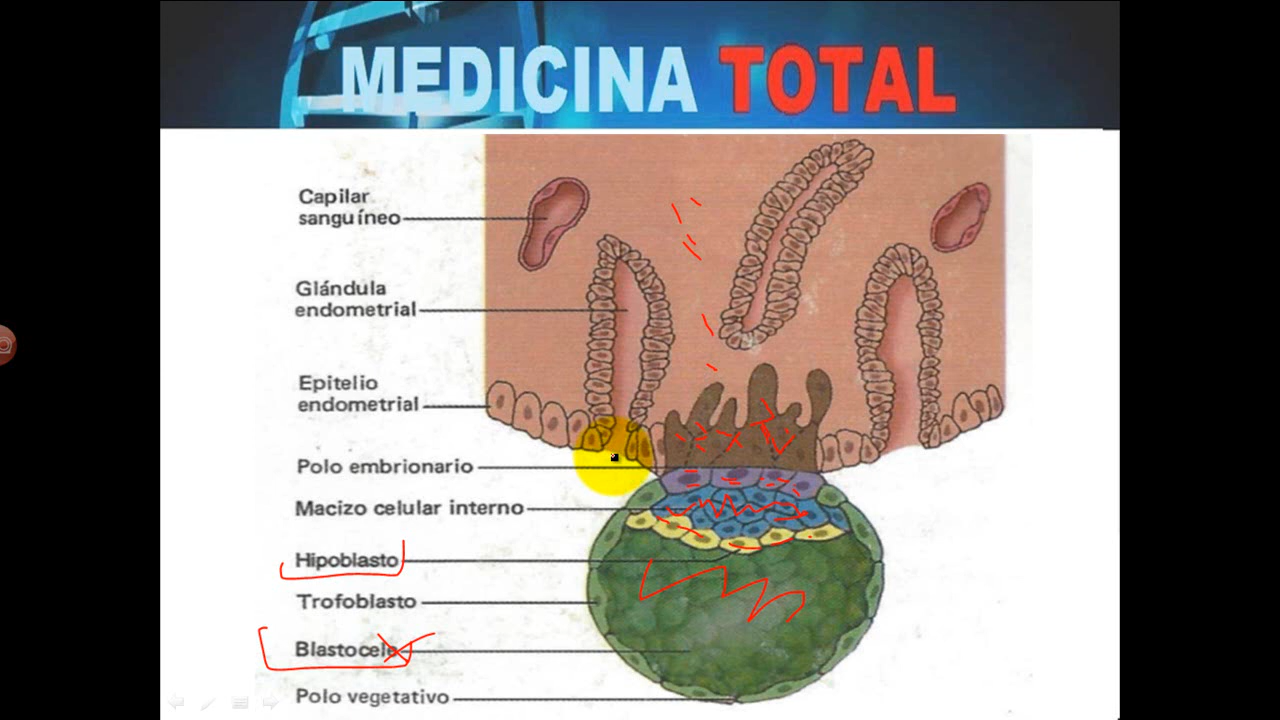 MEDICINA TOTAL
Capilar
sanguíneo
Glándula
endometrial
Epitelio
endometrial
Polo embrionario
Macizo celular interno
Hipoblasto
Trofoblasto
Blastocele
Polo vegetativo